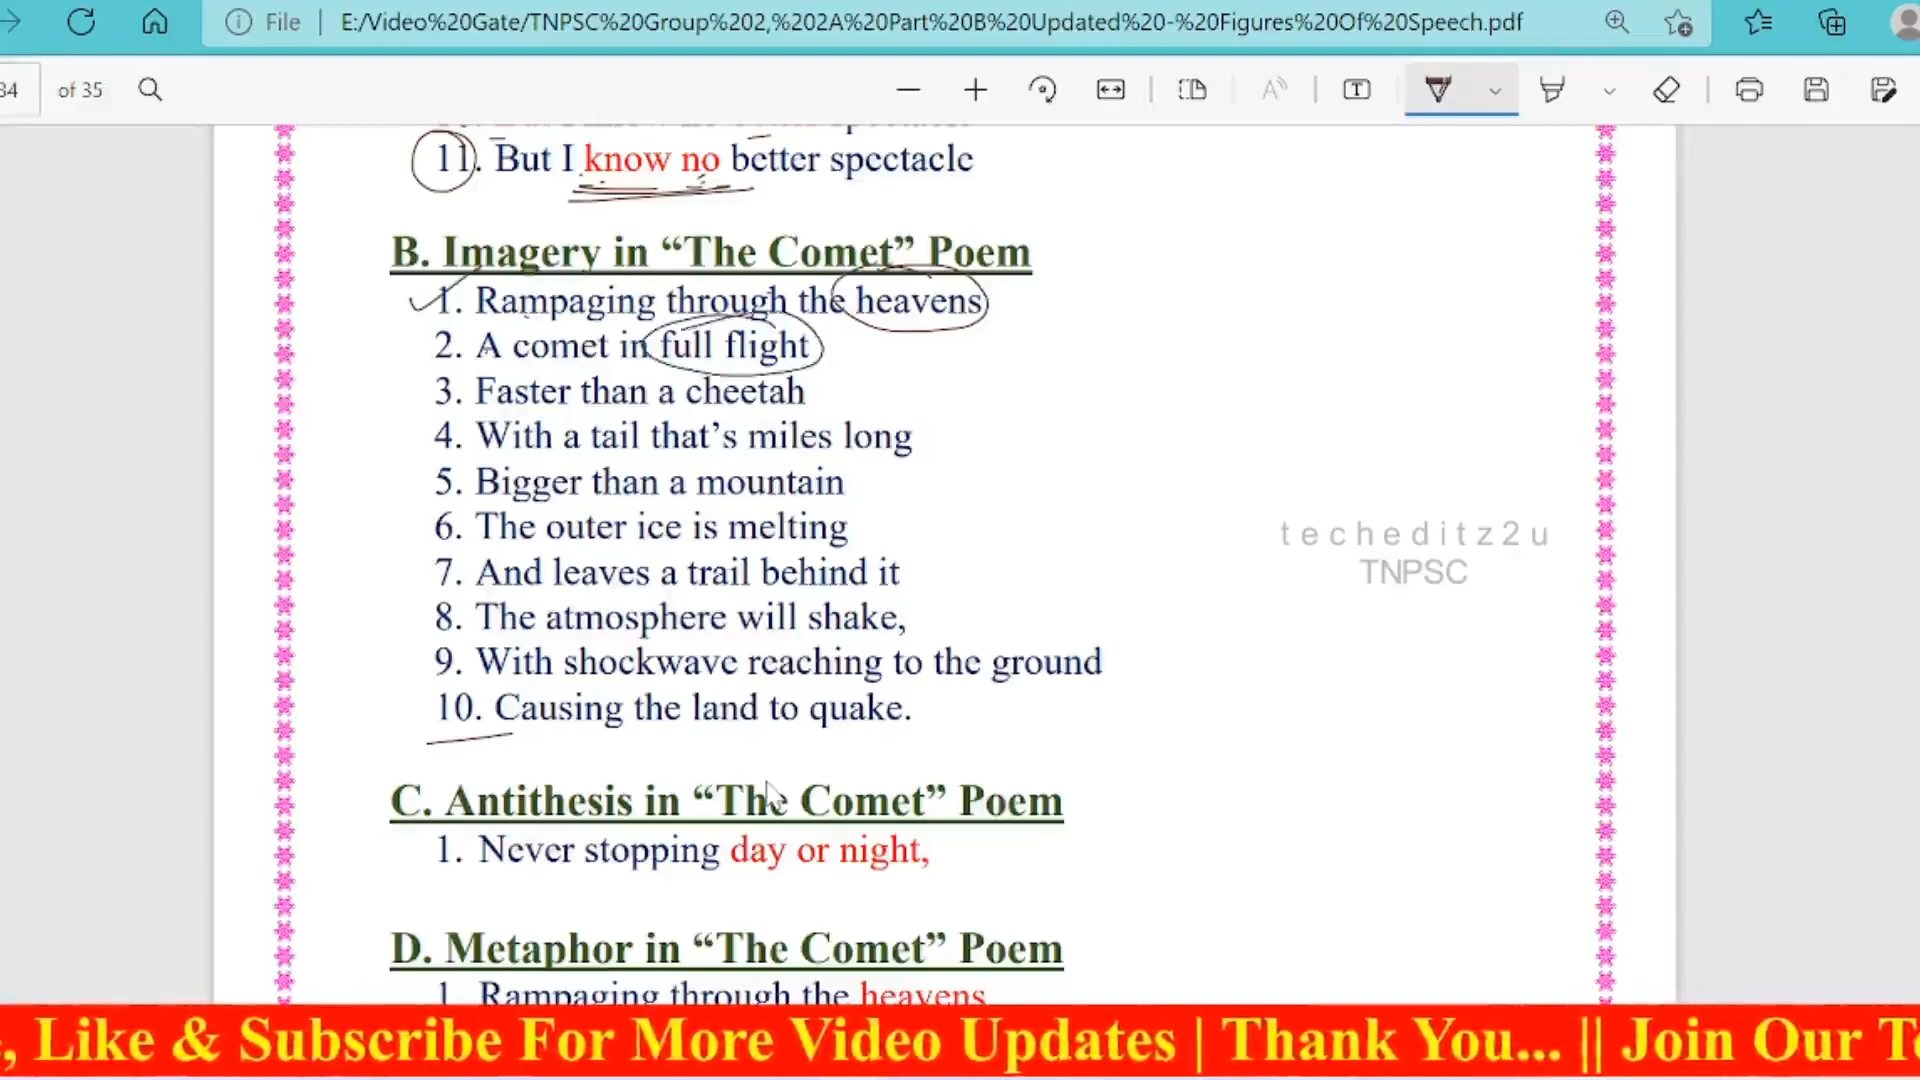 File
E:/Video%20Gate/TNPSC%20Group%202,%202A%20Part%20B%20Updated%20-%20Figures%20Of%20Speech.pdf
34 of 35
11. But I know no better spectacle
B. Imagery in “The Comet” Poem
1. Rampaging through the heavens
2. A comet in full flight
3. Faster than a cheetah
4. With a tail that’s miles long
5. Bigger than a mountain
6. The outer ice is melting
7. And leaves a trail behind it
8. The atmosphere will shake,
9. With shockwave reaching to the ground
10. Causing the land to quake.
techeditz2u
TNPSC
C. Antithesis in “The Comet” Poem
1. Never stopping day or night,
D. Metaphor in “The Comet” Poem
1. Rampaging through the heavens
, Like & Subscribe For More Video Updates | Thank You... || Join Our